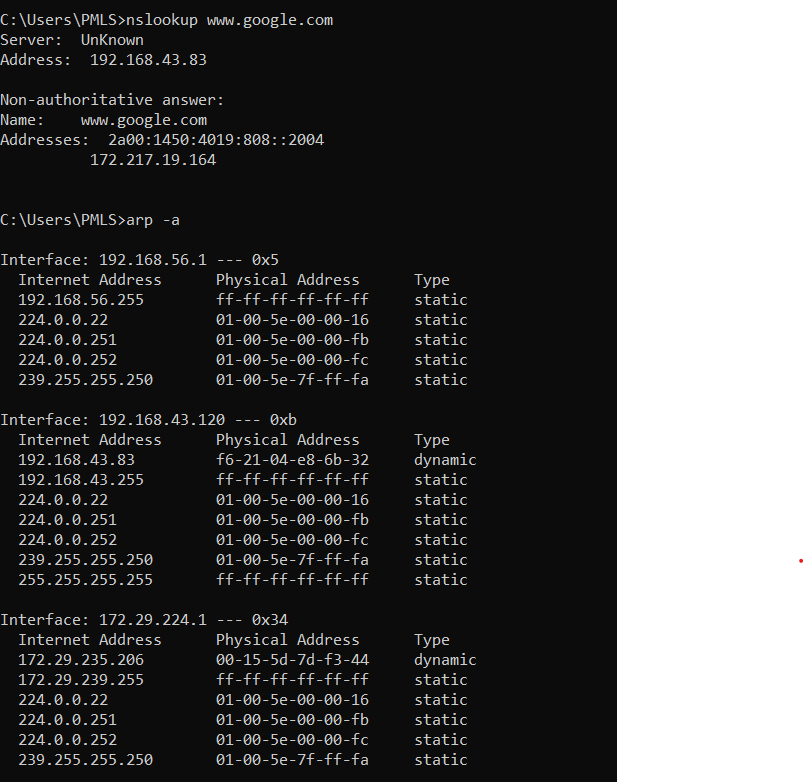 C:\Users\PMLS>nslookup www.google.com
Server:  UnKnown
Address:  192.168.43.83

Non-authoritative answer:
Name:    www.google.com
Addresses:  2a00:1450:4019:808::2004
          172.217.19.164

C:\Users\PMLS>arp -a

Interface: 192.168.56.1 --- 0x5
  Internet Address      Physical Address      Type
  192.168.56.255        ff-ff-ff-ff-ff-ff     static
  224.0.0.22            01-00-5e-00-00-16     static
  224.0.0.251           01-00-5e-00-00-fb     static
  224.0.0.252           01-00-5e-00-00-fc     static
  239.255.255.250       01-00-5e-7f-ff-fa     static

Interface: 192.168.43.120 --- 0xb
  Internet Address      Physical Address      Type
  192.168.43.83         f6-21-04-e8-6b-32     dynamic
  192.168.43.255        ff-ff-ff-ff-ff-ff     static
  224.0.0.22            01-00-5e-00-00-16     static
  224.0.0.251           01-00-5e-00-00-fb     static
  224.0.0.252           01-00-5e-00-00-fc     static
  239.255.255.250       01-00-5e-7f-ff-fa     static
  255.255.255.255       ff-ff-ff-ff-ff-ff     static

Interface: 172.29.224.1 --- 0x34
  Internet Address      Physical Address      Type
  172.29.235.206        00-15-5d-7d-f3-44     dynamic
  172.29.239.255        ff-ff-ff-ff-ff-ff     static
  224.0.0.22            01-00-5e-00-00-16     static
  224.0.0.251           01-00-5e-00-00-fb     static
  224.0.0.252           01-00-5e-00-00-fc     static
  239.255.255.250       01-00-5e-7f-ff-fa     static